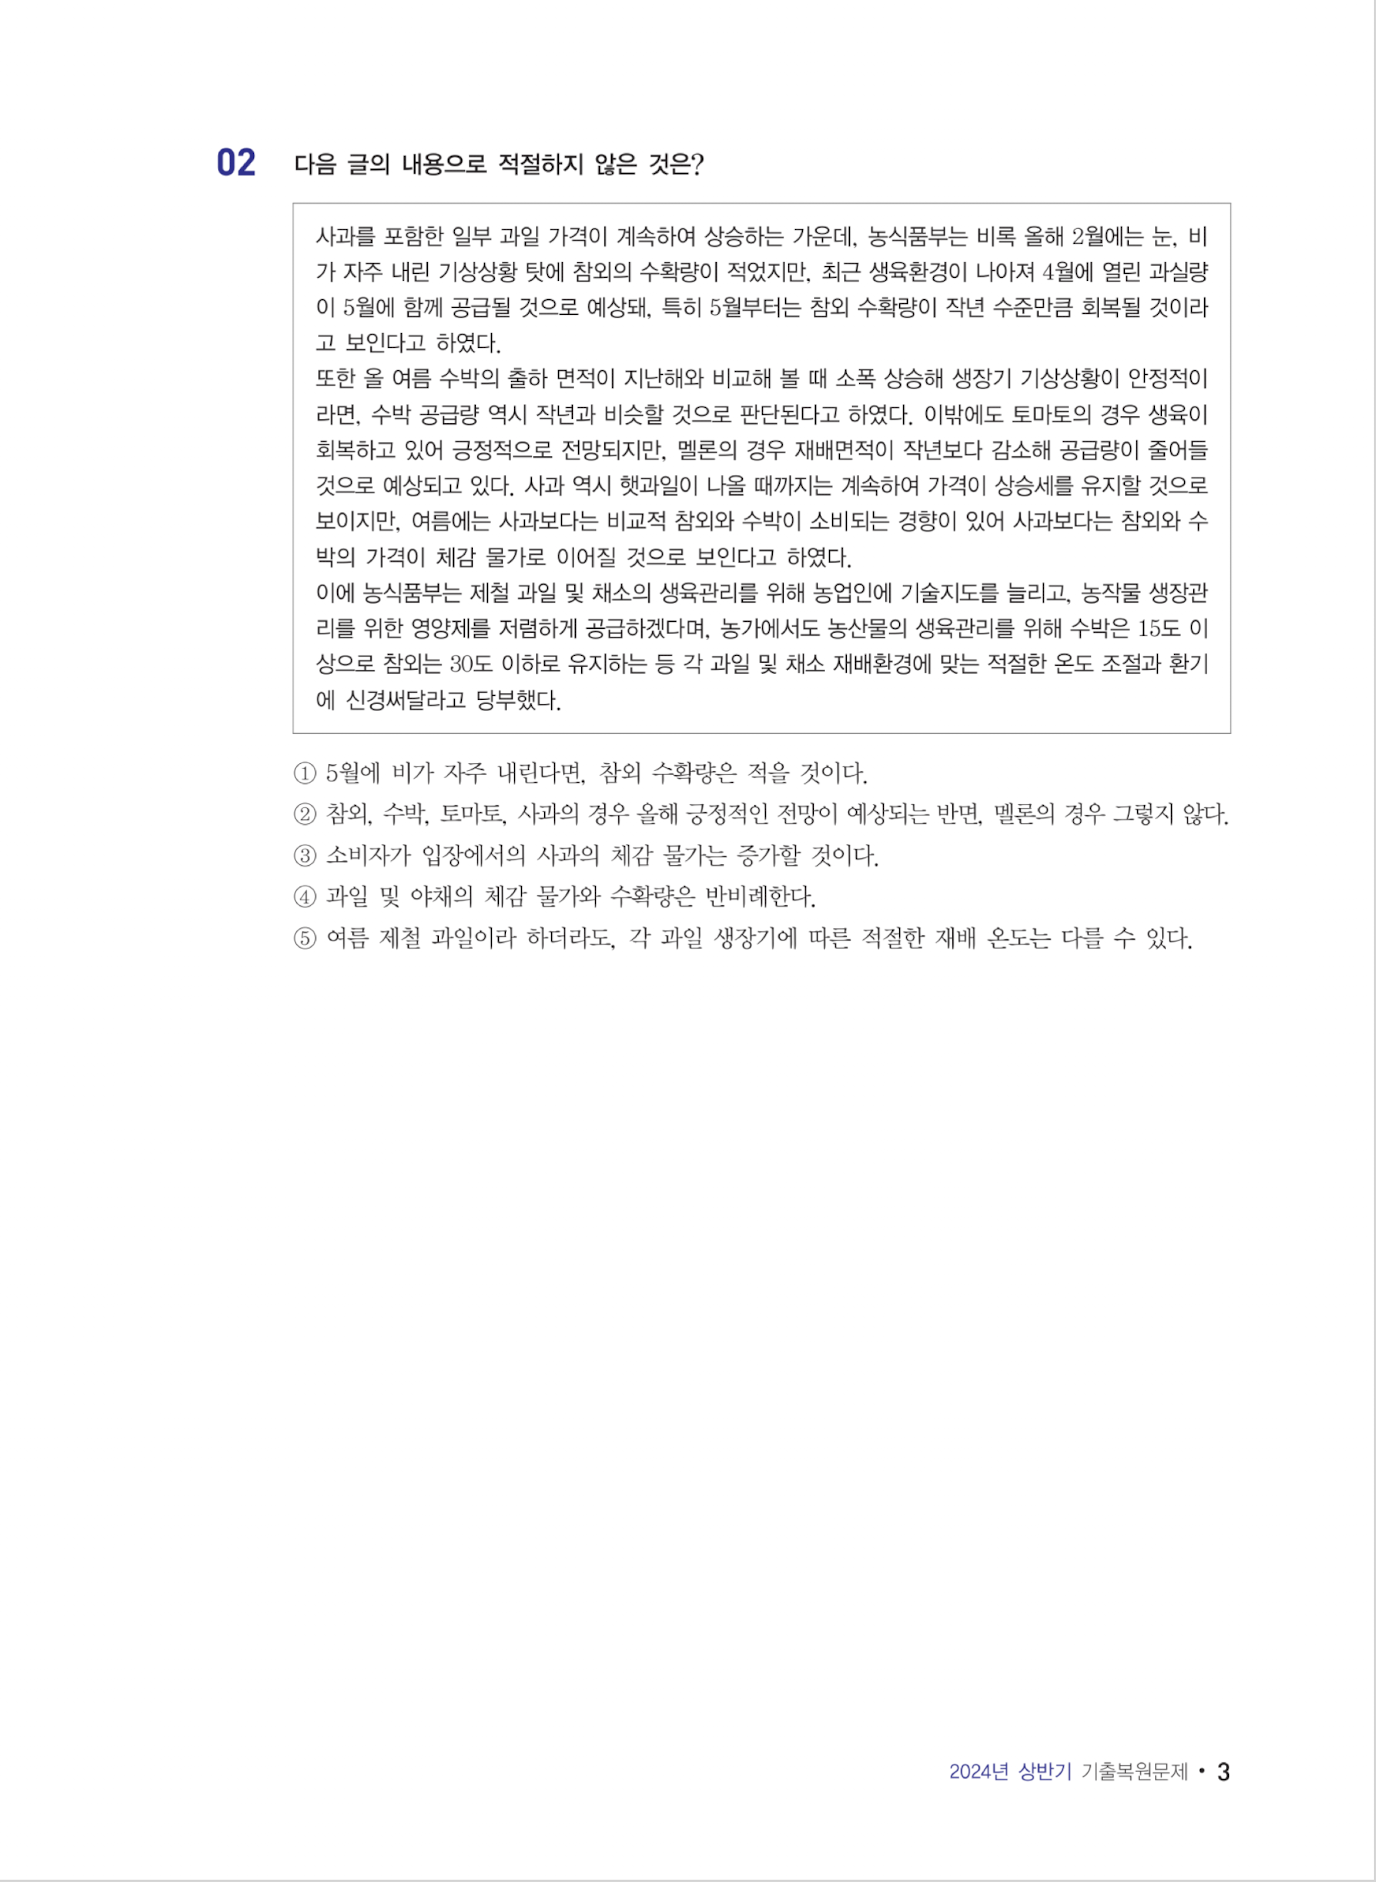 02 다음 글의 내용으로 적절하지 않은 것은?
사과를 포함한 일부 과일 가격이 계속하여 상승하는 가운데, 농식품부는 비록 올해 2월에는 눈, 비
가 자주 내린 기상상황 탓에 참외의 수확량이 적었지만, 최근 생육환경이 나아져 4월에 열린 과실량
이 5월에 함께 공급될 것으로 예상돼, 특히 5월부터는 참외 수확량이 작년 수준만큼 회복될 것이라
고 보인다고 하였다.
또한 올 여름 수박의 출하 면적이 지난해와 비교해 볼 때 소폭 상승해 생장기 기상상황이 안정적이
라면, 수박 공급량 역시 작년과 비슷할 것으로 판단된다고 하였다. 이밖에도 토마토의 경우 생육이
회복하고 있어 긍정적으로 전망되지만, 멜론의 경우 재배면적이 작년보다 감소해 공급량이 줄어들
것으로 예상되고 있다. 사과 역시 햇과일이 나올 때까지는 계속하여 가격이 상승세를 유지할 것으로
보이지만, 여름에는 사과보다는 비교적 참외와 수박이 소비되는 경향이 있어 사과보다는 참외와 수
박의 가격이 체감 물가로 이어질 것으로 보인다고 하였다.
이에 농식품부는 제철 과일 및 채소의 생육관리를 위해 농업인에 기술지도를 늘리고, 농작물 생장관
리를 위한 영양제를 저렴하게 공급하겠다며, 농가에서도 농산물의 생육관리를 위해 수박은 15도 이
상으로 참외는 30도 이하로 유지하는 등 각 과일 및 채소 재배환경에 맞는 적절한 온도 조절과 환기
에 신경써달라고 당부했다.
① 5월에 비가 자주 내린다면, 참외 수확량은 적을 것이다.
② 참외, 수박, 토마토, 사과의 경우 올해 긍정적인 전망이 예상되는 반면, 멜론의 경우 그렇지 않다.
③ 소비자가 입장에서의 사과의 체감 물가는 증가할 것이다.
④ 과일 및 야채의 체감 물가와 수확량은 반비례한다.
⑤ 여름 제철 과일이라 하더라도, 각 과일 생장기에 따른 적절한 재배 온도는 다를 수 있다.
2024년 상반기 기출복원문제 • 3